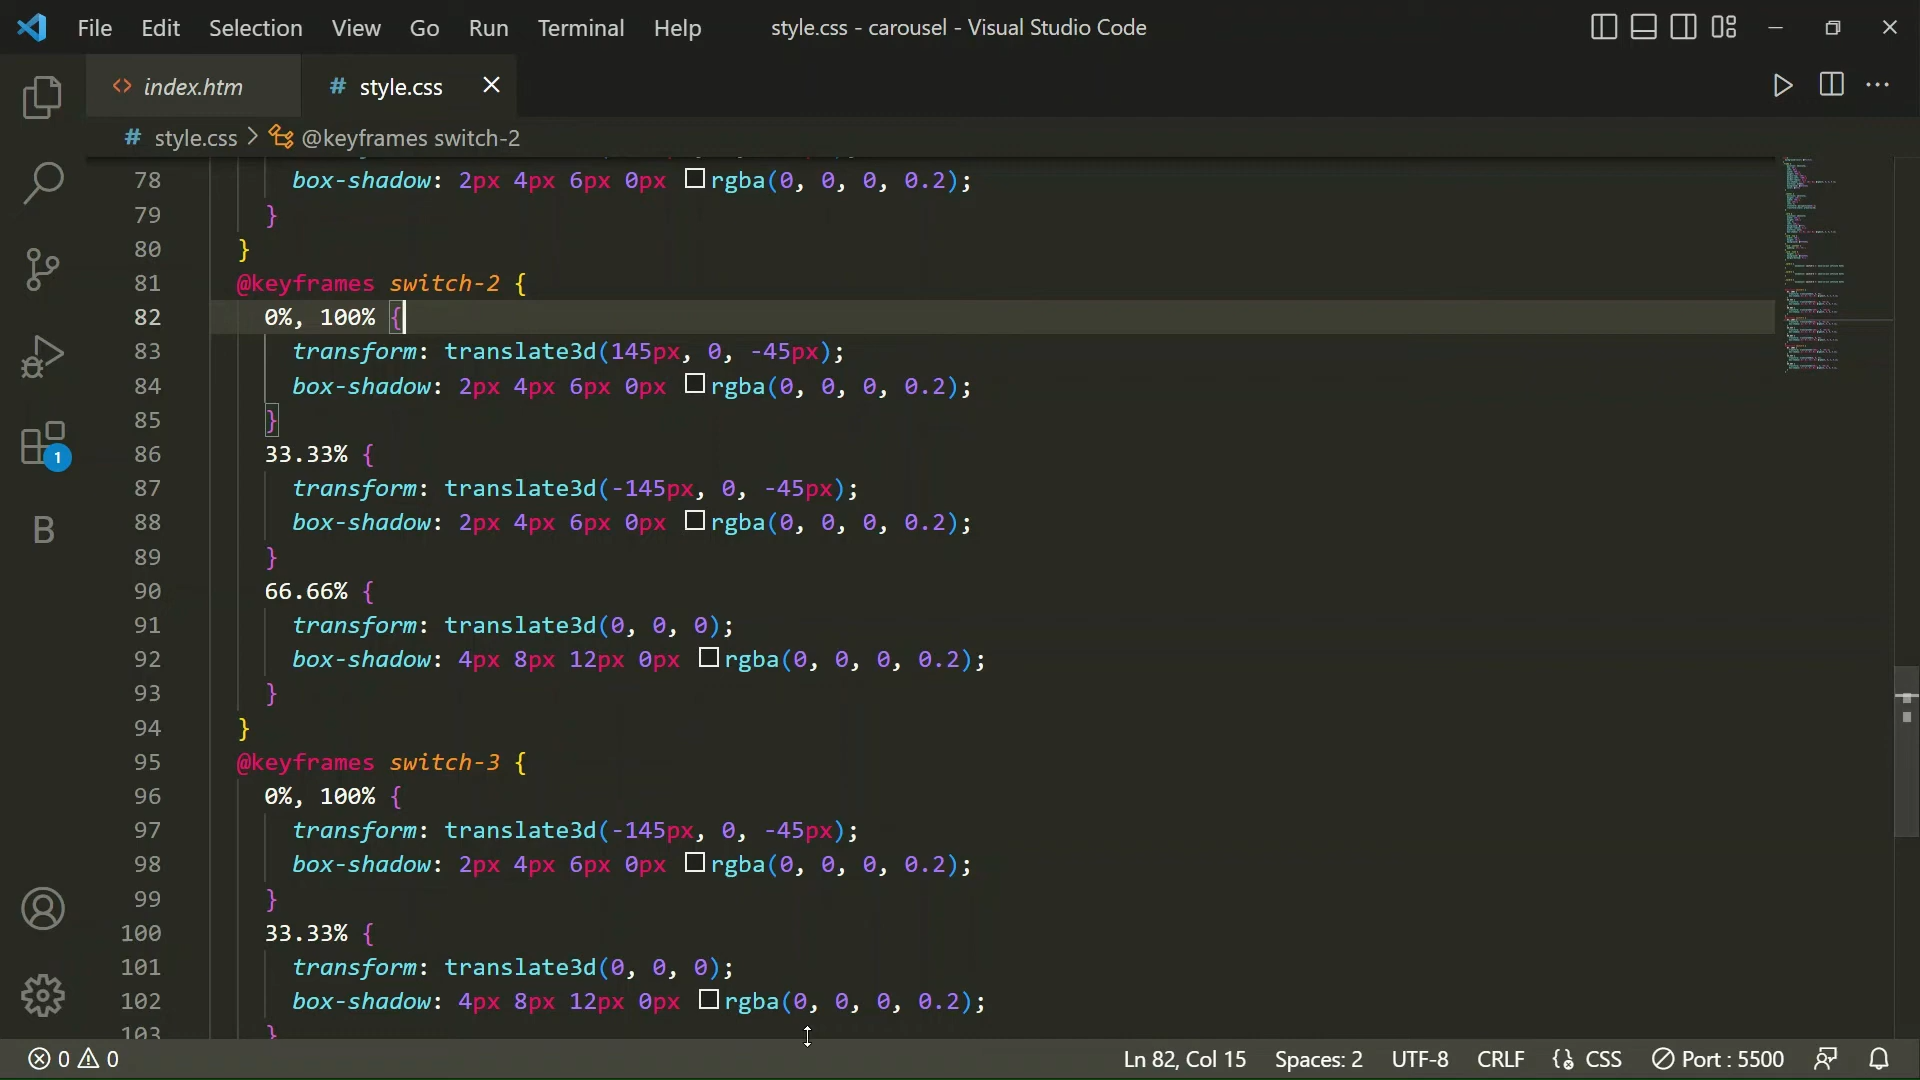 File Edit Selection View Go Run Terminal Help style.css - carousel - Visual Studio Code
<> index.htm # style.css
# style.css > @keyframes switch-2
78 box-shadow: 2px 4px 6px 0px rgba(0, 0, 0, 0.2);
79 }
80 }
81 @keyframes switch-2 {
82 0%, 100% {
83 transform: translate3d(145px, 0, -45px);
84 box-shadow: 2px 4px 6px 0px rgba(0, 0, 0, 0.2);
85 }
86 33.33% {
87 transform: translate3d(-145px, 0, -45px);
88 box-shadow: 2px 4px 6px 0px rgba(0, 0, 0, 0.2);
89 }
90 66.66% {
91 transform: translate3d(0, 0, 0);
92 box-shadow: 4px 8px 12px 0px rgba(0, 0, 0, 0.2);
93 }
94 }
95 @keyframes switch-3 {
96 0%, 100% {
97 transform: translate3d(-145px, 0, -45px);
98 box-shadow: 2px 4px 6px 0px rgba(0, 0, 0, 0.2);
99 }
100 33.33% {
101 transform: translate3d(0, 0, 0);
102 box-shadow: 4px 8px 12px 0px rgba(0, 0, 0, 0.2);
103 }
1
B
0 0 Ln 82, Col 15 Spaces: 2 UTF-8 CRLF CSS Port : 5500